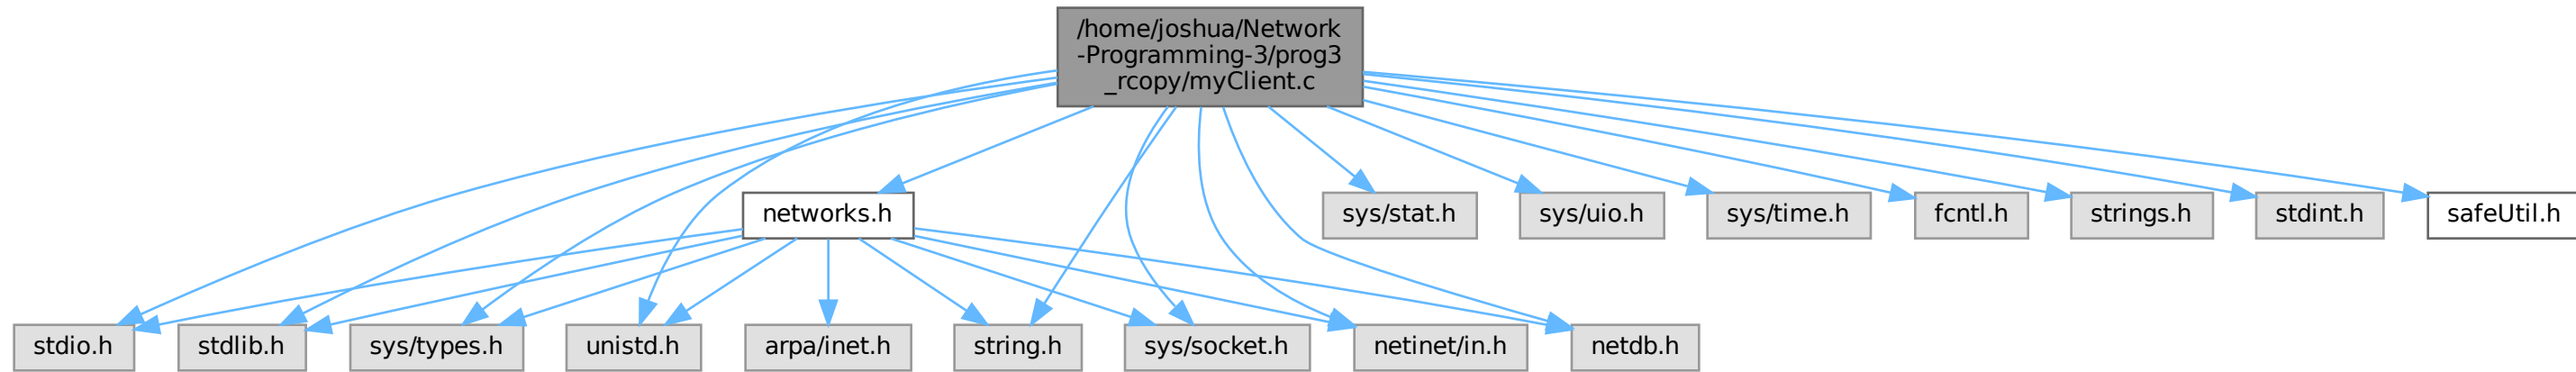 /home/joshua/Network
-Programming-3/prog3
_rcopy/myClient.c
networks.h
sys/stat.h
sys/uio.h
sys/time.h
fcntl.h
strings.h
stdint.h
safeUtil.h
stdio.h
stdlib.h
sys/types.h
unistd.h
arpa/inet.h
string.h
sys/socket.h
netinet/in.h
netdb.h